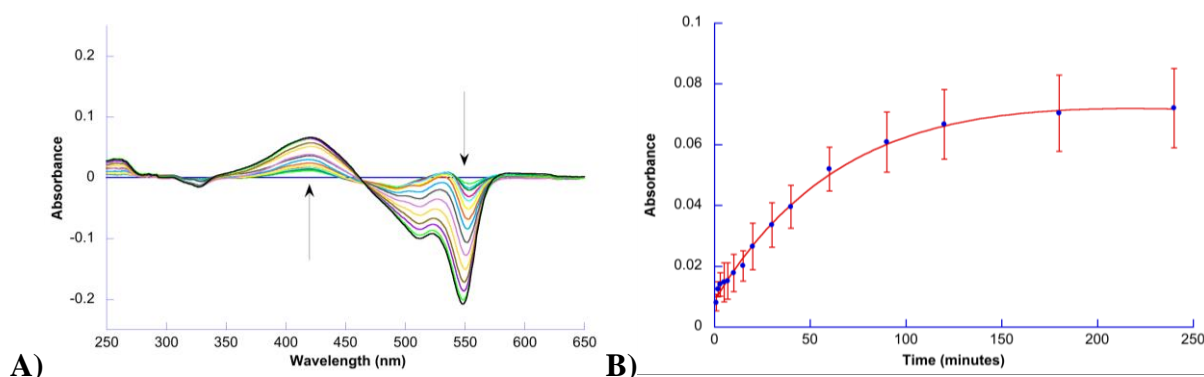 0.2
0.1
0
-0.1
-0.2
Absorbance
250 300 350 400 450 500 550 600 650
Wavelength (nm)
A)
0.1
0.08
0.06
0.04
0.02
0
Absorbance
0 50 100 150 200 250
Time (minutes)
B)